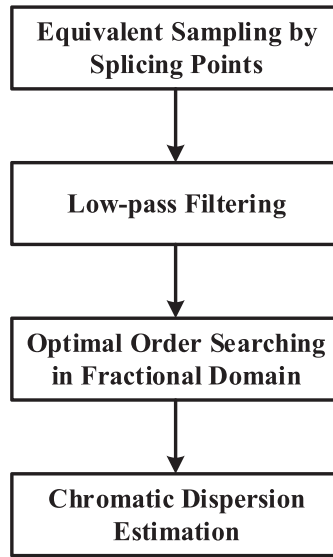 Equivalent Sampling by
Splicing Points
Low-pass Filtering
Optimal Order Searching
in Fractional Domain
Chromatic Dispersion
Estimation